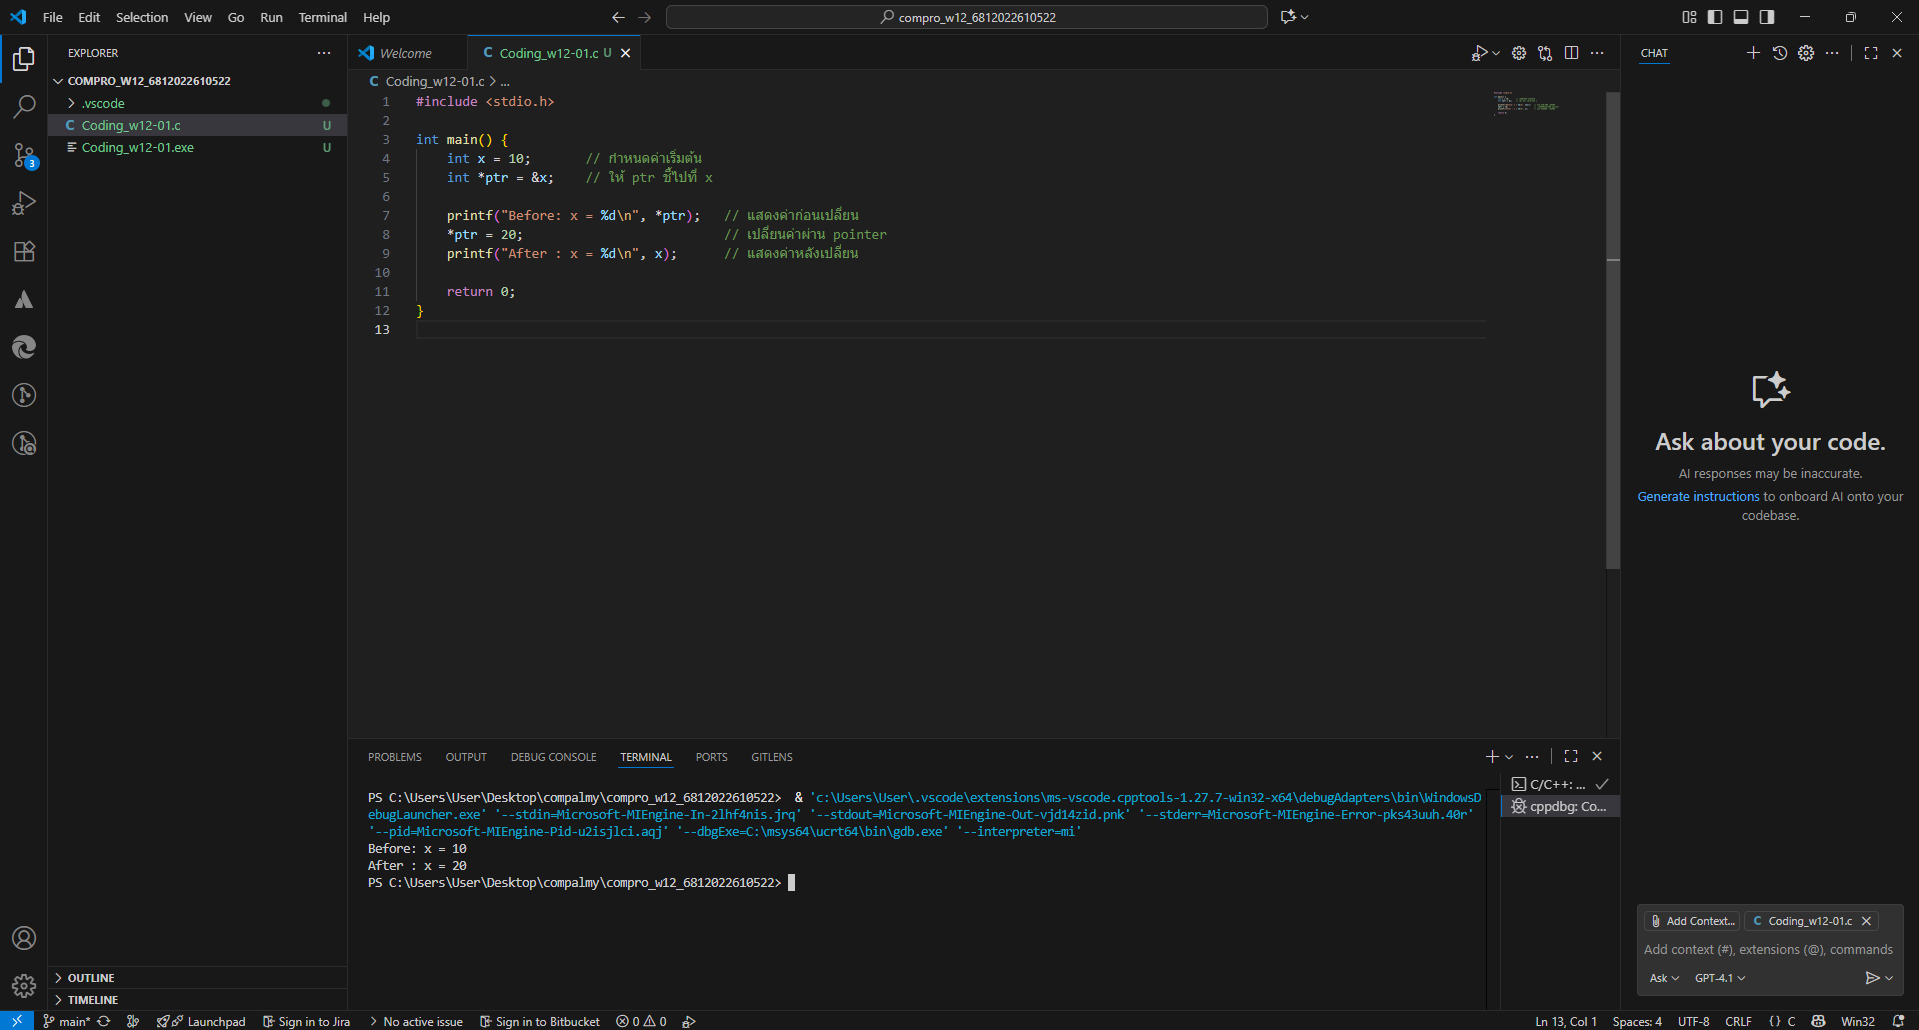 File Edit Selection View Go Run Terminal Help
compro_w12_6812022610522
EXPLORER
COMPRO_W12_6812022610522
.vscode
Coding_w12-01.c U
Coding_w12-01.exe U
OUTLINE
TIMELINE
3
Welcome
C Coding_w12-01.c U
C Coding_w12-01.c > ...
1 #include <stdio.h>
2
3 int main() {
4 int x = 10; // กำหนดค่าเริ่มต้น
5 int *ptr = &x; // ให้ ptr ชี้ไปที่ x
6
7 printf("Before: x = %d\n", *ptr); // แสดงค่าก่อนเปลี่ยน
8 *ptr = 20; // เปลี่ยนค่าผ่าน pointer
9 printf("After : x = %d\n", x); // แสดงค่าหลังเปลี่ยน
10
11 return 0;
12 }
13
PROBLEMS OUTPUT DEBUG CONSOLE TERMINAL PORTS GITLENS
PS C:\Users\User\Desktop\compalmy\compro_w12_6812022610522> & 'c:\Users\User\.vscode\extensions\ms-vscode.cpptools-1.27.7-win32-x64\debugAdapters\bin\WindowsD
ebugLauncher.exe' '--stdin=Microsoft-MIEngine-In-2lhf4nis.jrq' '--stdout=Microsoft-MIEngine-Out-vjd14zid.pnk' '--stderr=Microsoft-MIEngine-Error-pks43uuh.40r'
'--pid=Microsoft-MIEngine-Pid-u2isjlci.aqj' '--dbgExe=C:\msys64\ucrt64\bin\gdb.exe' '--interpreter=mi'
Before: x = 10
After : x = 20
PS C:\Users\User\Desktop\compalmy\compro_w12_6812022610522>
C/C++: ...
cppdbg: Co...
CHAT
Ask about your code.
AI responses may be inaccurate.
Generate instructions to onboard AI onto your
codebase.
Add Context... C Coding_w12-01.c
Add context (#), extensions (@), commands
Ask GPT-4.1
main* Launchpad Sign in to Jira No active issue Sign in to Bitbucket 0 0
Ln 13, Col 1 Spaces: 4 UTF-8 CRLF {} C Win32